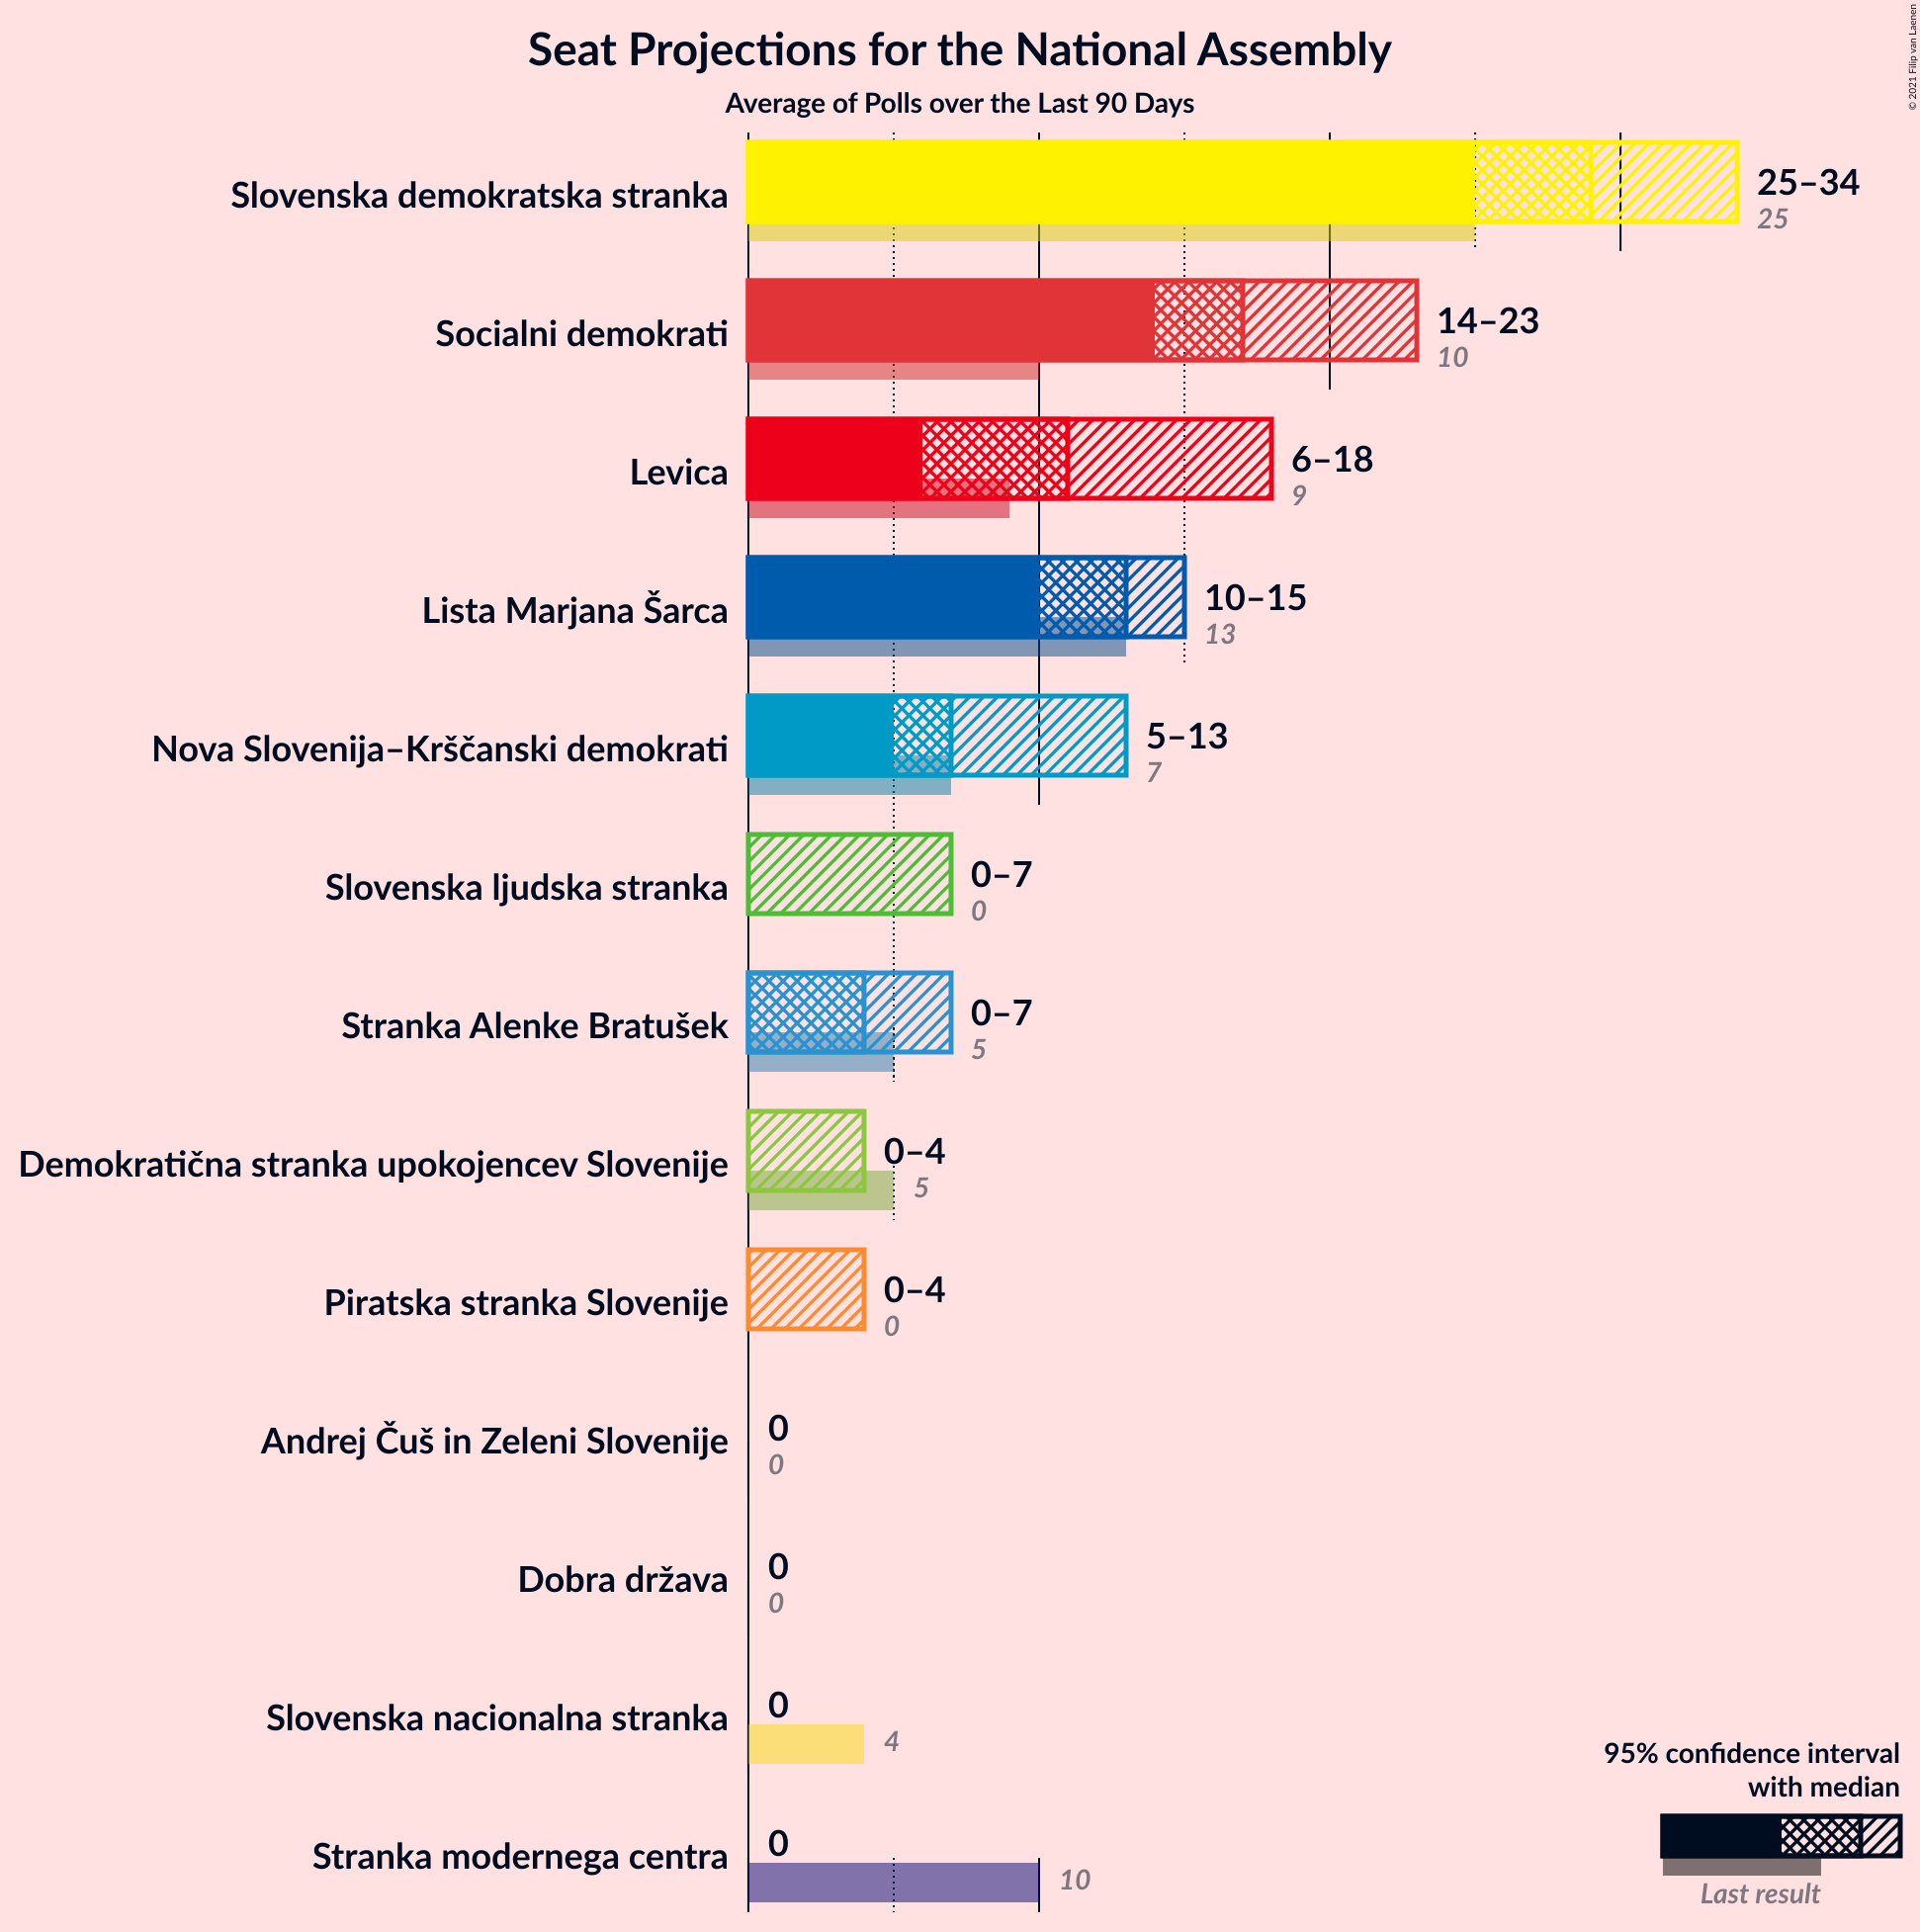 © 2021 Filip van Laenen
Seat Projections for the National Assembly
Average of Polls over the Last 90 Days
Slovenska demokratska stranka
25–34
25
Socialni demokrati
14–23
10
Levica
6–18
9
Lista Marjana Šarca
10–15
13
Nova Slovenija–Krščanski demokrati
5–13
7
Slovenska ljudska stranka
0–7
0
Stranka Alenke Bratušek
0–7
5
Demokratična stranka upokojencev Slovenije
0–4
5
Piratska stranka Slovenije
0–4
0
Andrej Čuš in Zeleni Slovenije
0
0
Dobra država
0
0
Slovenska nacionalna stranka
0
4
Stranka modernega centra
0
10
95% confidence interval
with median
Last result